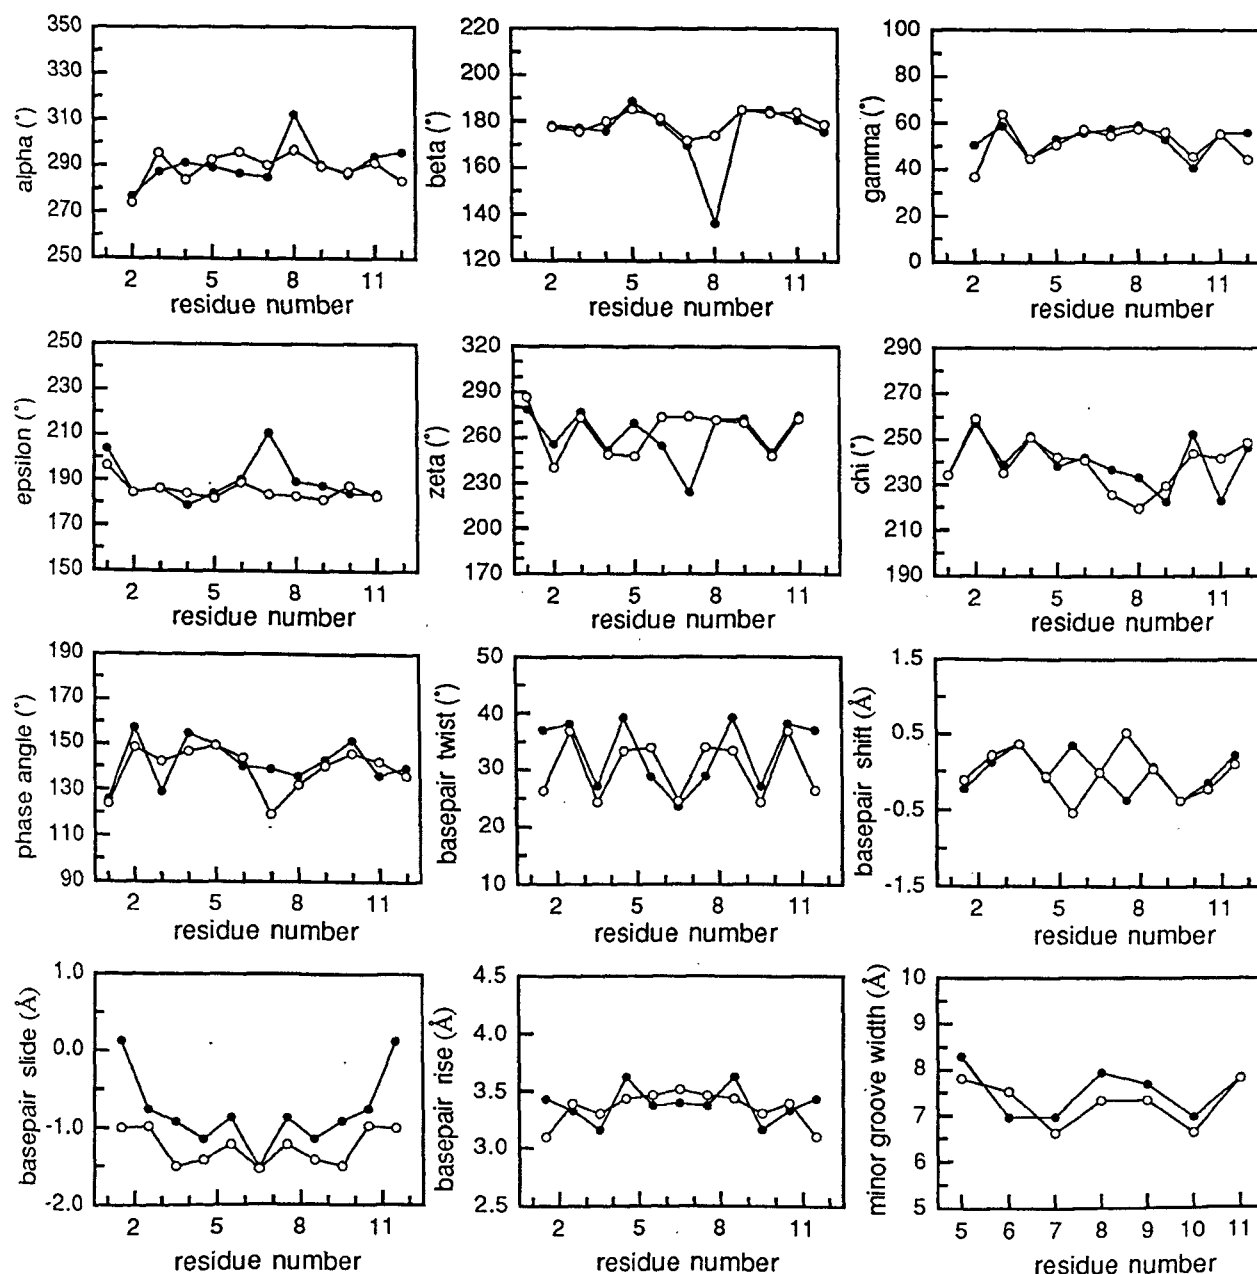 350
330
310
290
270
250
alpha (°)
2 5 8 11
residue number
220
200
180
160
140
120
beta (°)
2 5 8 11
residue number
100
80
60
40
20
0
gamma (°)
2 5 8 11
residue number
250
230
210
190
170
150
epsilon (°)
2 5 8 11
residue number
320
290
260
230
200
170
zeta (°)
2 5 8 11
residue number
290
270
250
230
210
190
chi (°)
2 5 8 11
residue number
190
170
150
130
110
90
phase angle (°)
2 5 8 11
residue number
50
40
30
20
10
basepair twist (°)
2 5 8 11
residue number
1.5
0.5
-0.5
-1.5
basepair shift (Å)
2 5 8 11
residue number
1.0
0.0
-1.0
-2.0
basepair slide (Å)
2 5 8 11
residue number
4.5
4.0
3.5
3.0
2.5
basepair rise (Å)
2 5 8 11
residue number
10
9
8
7
6
5
minor groove width (Å)
5 6 7 8 9 10 11
residue number